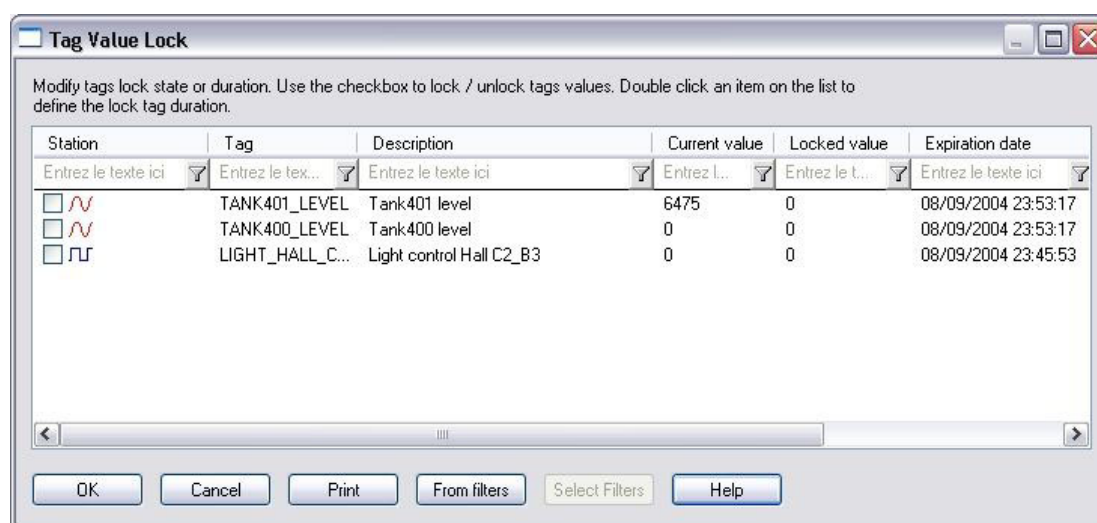 Tag Value Lock
Modify tags lock state or duration. Use the checkbox to lock / unlock tags values. Double click an item on the list to
define the lock tag duration.
Station Tag Description Current value Locked value Expiration date
Entrez le texte ici Entrez le tex... Entrez le texte ici Entrez l... Entrez le t... Entrez le texte ici
TANK401_LEVEL Tank401 level 6475 0 08/09/2004 23:53:17
TANK400_LEVEL Tank400 level 0 0 08/09/2004 23:53:17
LIGHT_HALL_C... Light control Hall C2_B3 0 0 08/09/2004 23:45:53
OK Cancel Print From filters Select Filters Help